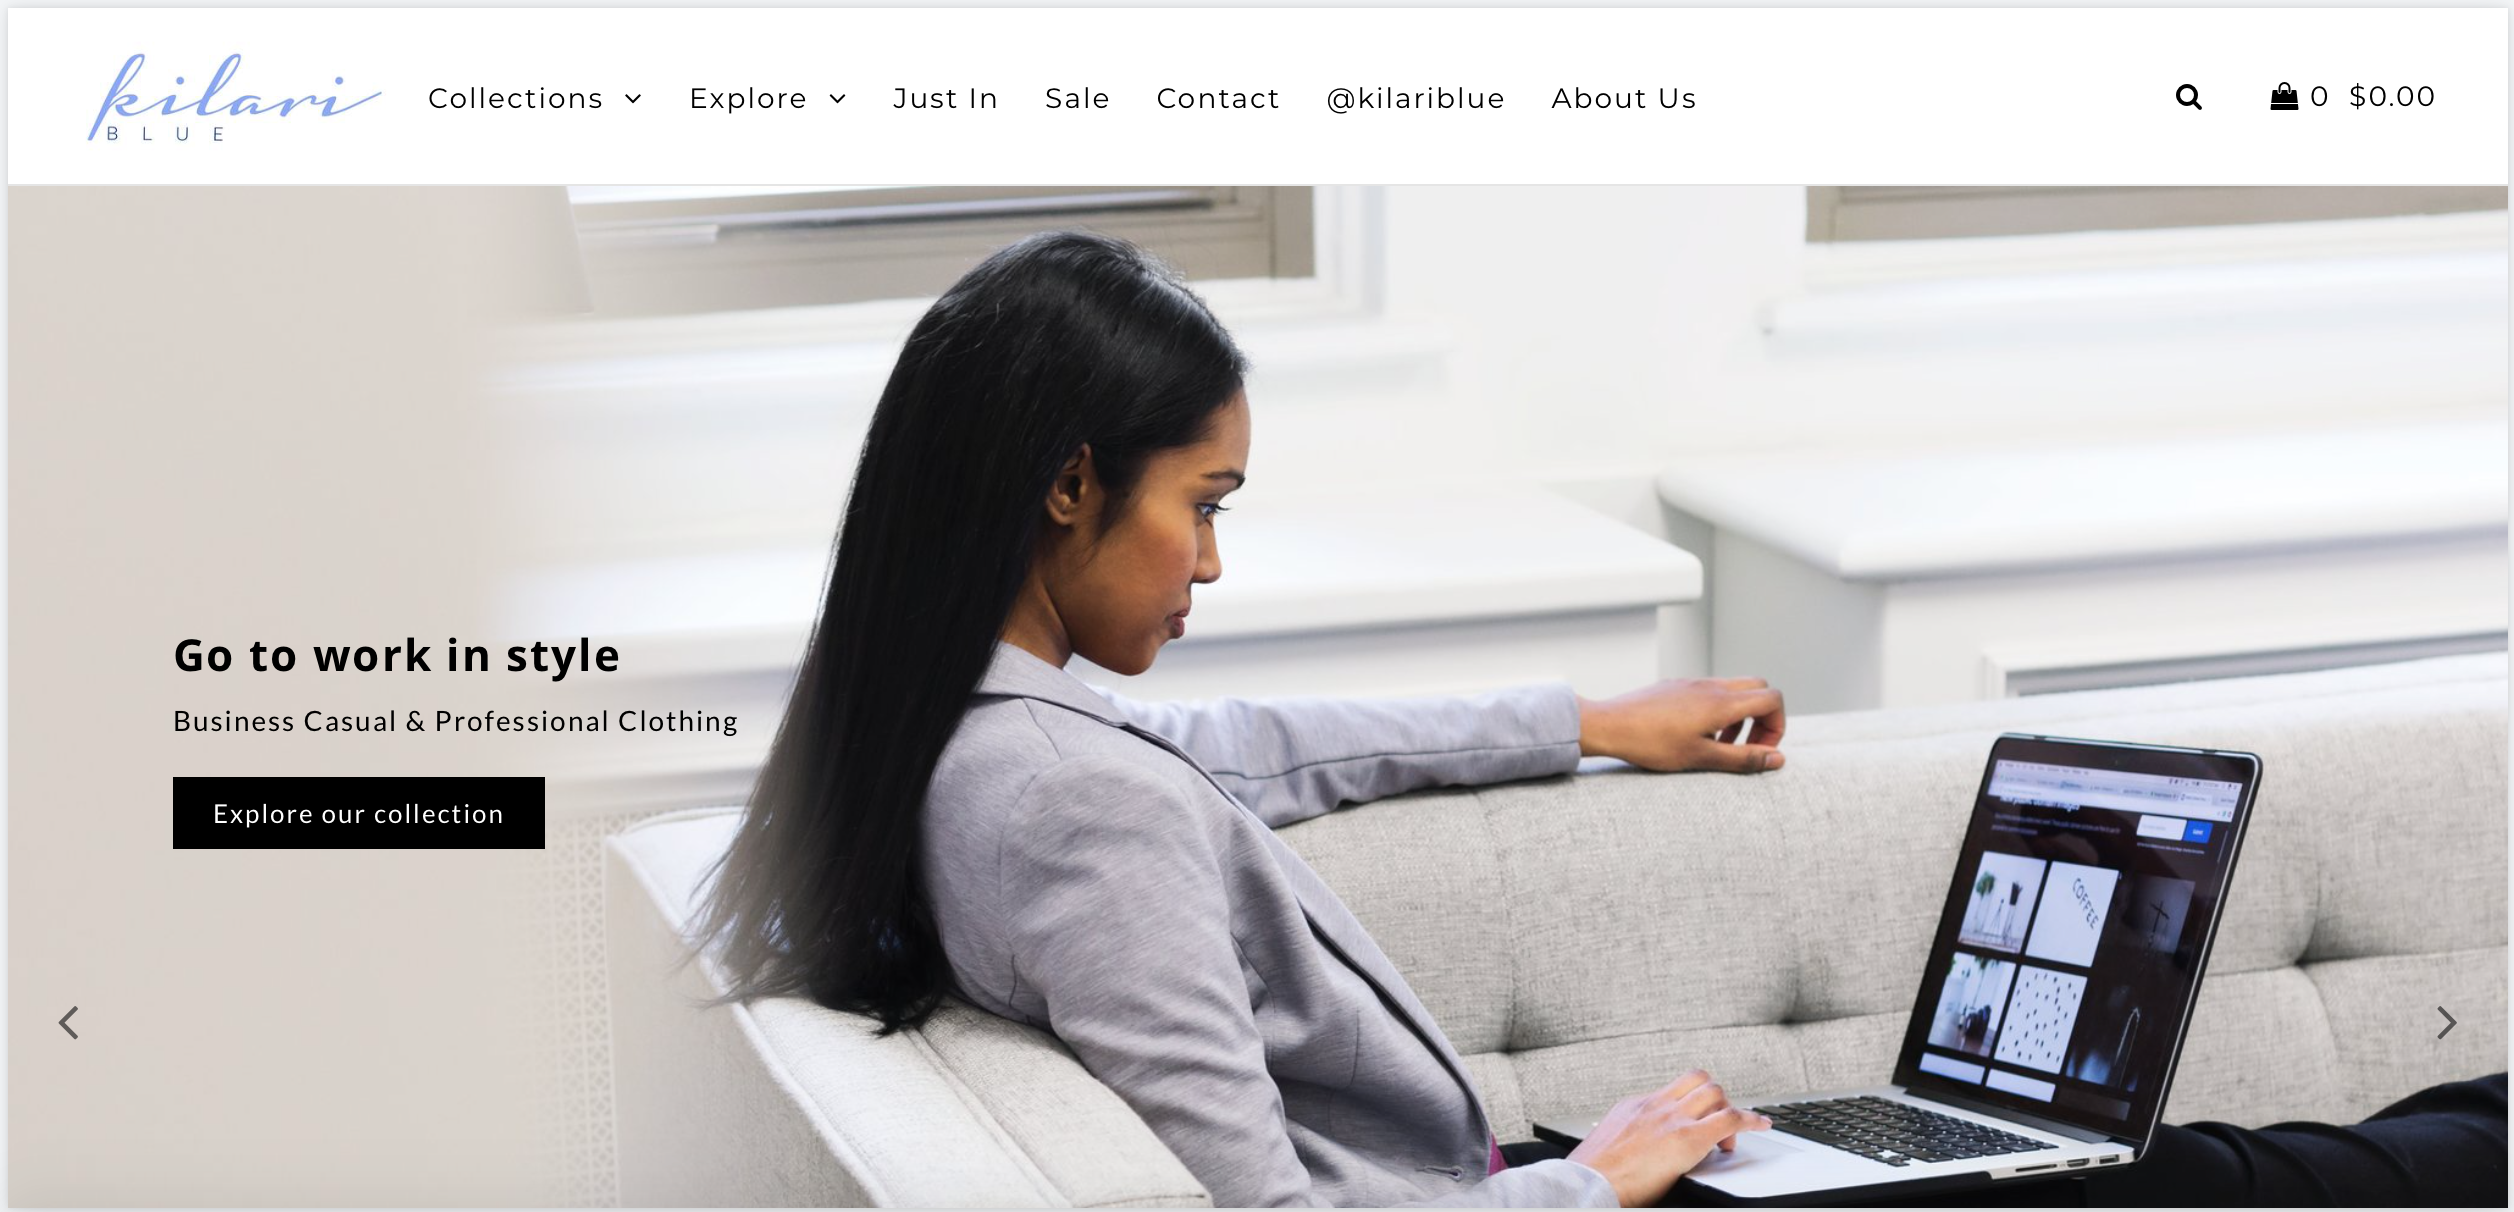 kilari
BLUE
Collections
Explore
Just In
Sale
Contact
@kilariblue
About Us
0
$0.00
Go to work in style
Business Casual & Professional Clothing
Explore our collection
COFFEE